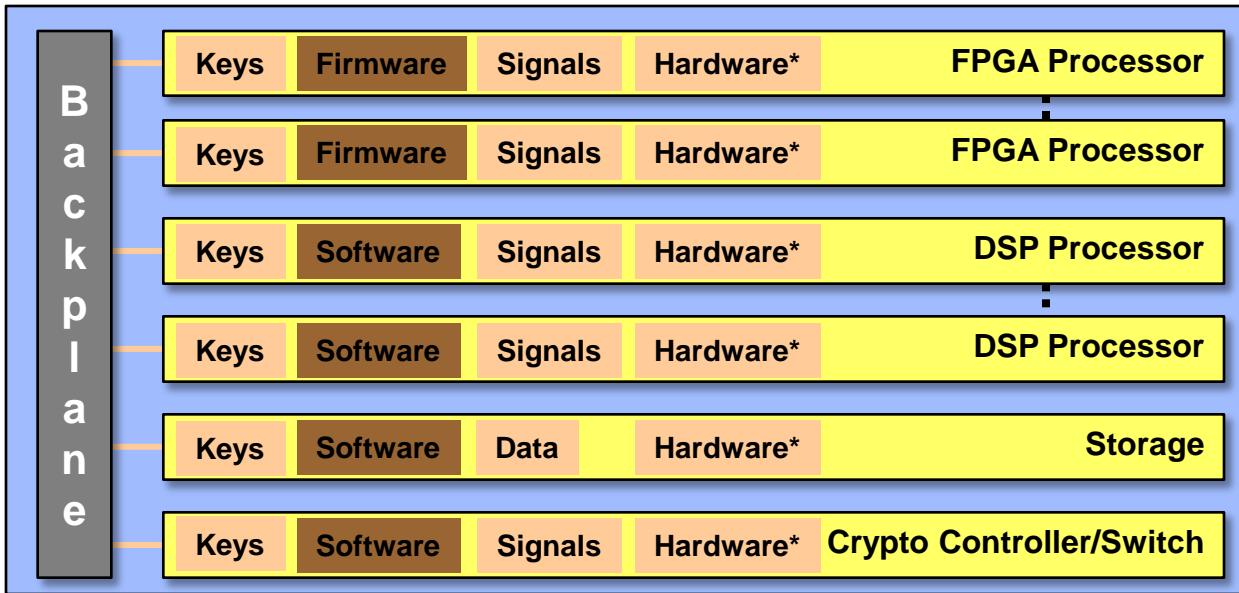 Backplane
Keys Firmware Signals Hardware* FPGA Processor
Keys Firmware Signals Hardware* FPGA Processor
Keys Software Signals Hardware* DSP Processor
Keys Software Signals Hardware* DSP Processor
Keys Software Data Hardware* Storage
Keys Software Signals Hardware* Crypto Controller/Switch